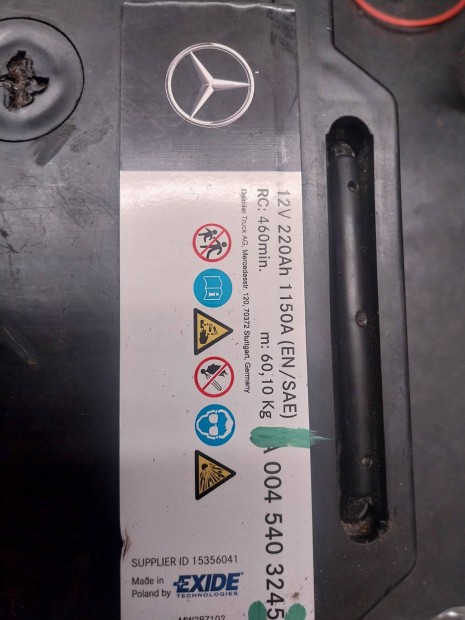 12V 220Ah 1150A (EN/SAE)
RC: 460min. m: 60,10 Kg
Daimler Truck AG, Mercedesstr. 120, 70372 Stuttgart, Germany
A 004 540 3245
SUPPLIER ID 15356041
Made in
Poland by
EXIDE
TECHNOLOGIES